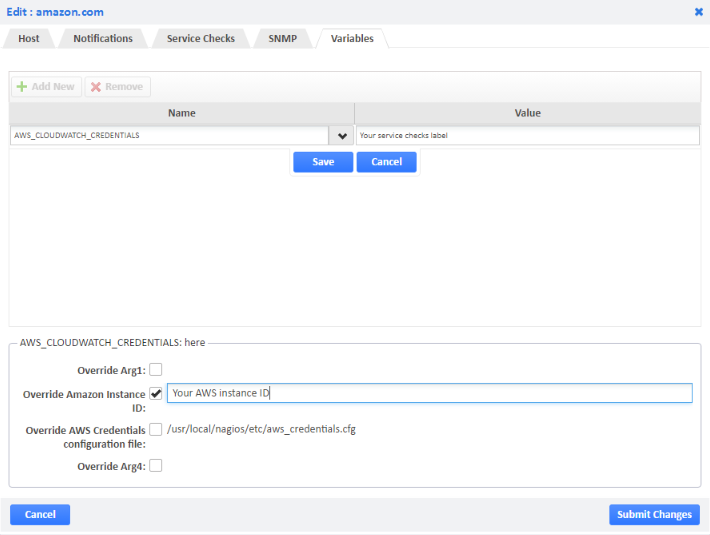 Edit : amazon.com
Host Notifications Service Checks SNMP Variables
Add New Remove
Name Value
AWS_CLOUDWATCH_CREDENTIALS Your service checks label
Save Cancel
AWS_CLOUDWATCH_CREDENTIALS: here
Override Arg1:
Override Amazon Instance Your AWS instance ID
ID:
Override AWS Credentials /usr/local/nagios/etc/aws_credentials.cfg
configuration file:
Override Arg4:
Cancel Submit Changes